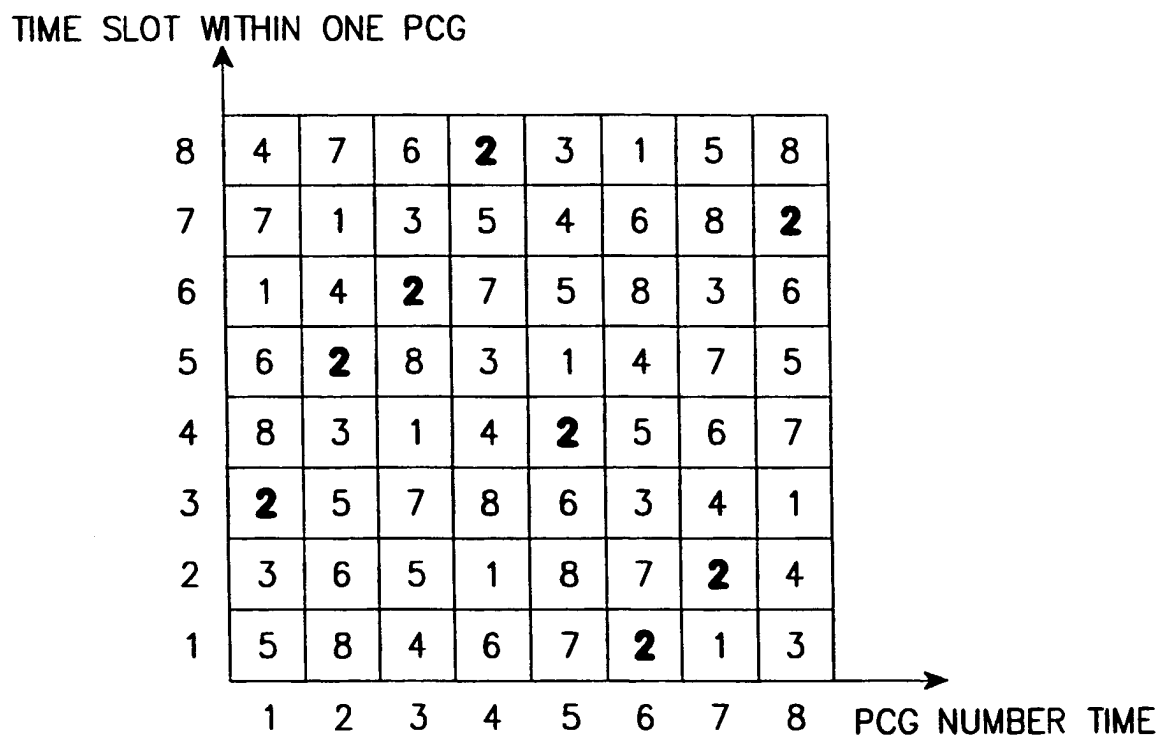 TIME SLOT WITHIN ONE PCG
8 4 7 6 2 3 1 5 8
7 7 1 3 5 4 6 8 2
6 1 4 2 7 5 8 3 6
5 6 2 8 3 1 4 7 5
4 8 3 1 4 2 5 6 7
3 2 5 7 8 6 3 4 1
2 3 6 5 1 8 7 2 4
1 5 8 4 6 7 2 1 3
1 2 3 4 5 6 7 8 PCG NUMBER TIME